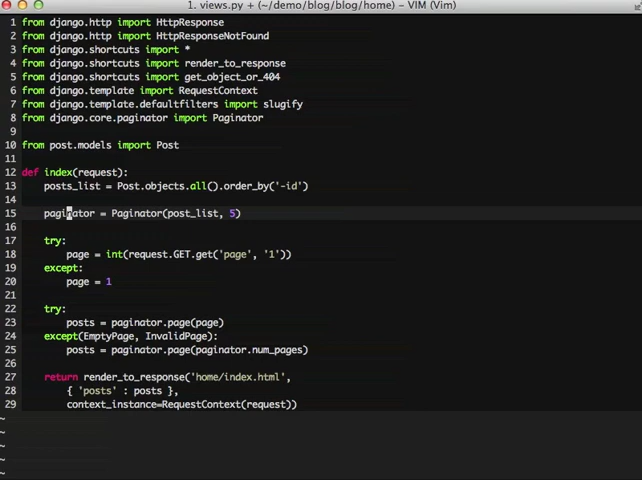 1. views.py + (~/demo/blog/blog/home) – VIM (Vim)
1 from django.http import HttpResponse
2 from django.http import HttpResponseNotFound
3 from django.shortcuts import *
4 from django.shortcuts import render_to_response
5 from django.shortcuts import get_object_or_404
6 from django.template import RequestContext
7 from django.template.defaultfilters import slugify
8 from django.core.paginator import Paginator
9
10 from post.models import Post
11
12 def index(request):
13 posts_list = Post.objects.all().order_by('-id')
14
15 paginator = Paginator(post_list, 5)
16
17 try:
18 page = int(request.GET.get('page', '1'))
19 except:
20 page = 1
21
22 try:
23 posts = paginator.page(page)
24 except(EmptyPage, InvalidPage):
25 posts = paginator.page(paginator.num_pages)
26
27 return render_to_response('home/index.html',
28 { 'posts' : posts },
29 context_instance=RequestContext(request))
~
~
~
~
~